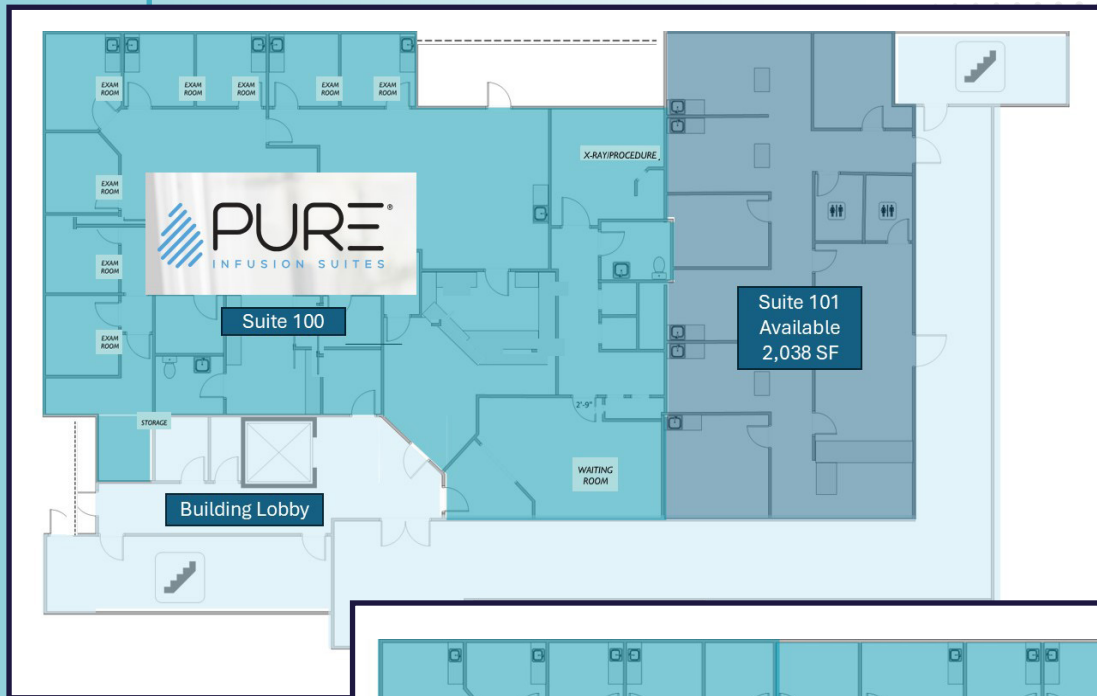 EXAM
ROOM
EXAM
ROOM
EXAM
ROOM
EXAM
ROOM
EXAM
ROOM
X-RAY/PROCEDURE
EXAM
ROOM
PURE®
INFUSION SUITES
EXAM
ROOM
Suite 100
Suite 101
Available
2,038 SF
EXAM
ROOM
2'-9"
STORAGE
WAITING
ROOM
Building Lobby